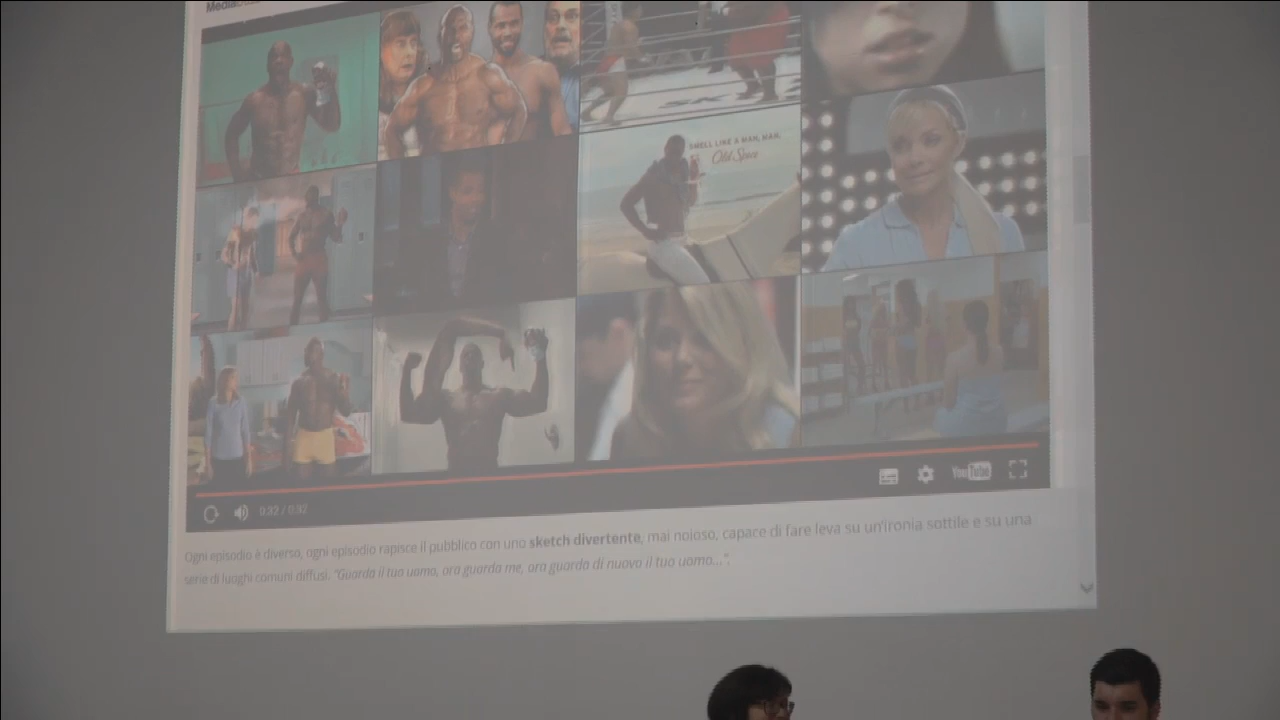 SMELL LIKE A MAN, MAN.
Old Spice
0:32 / 0:32
YouTube
Ogni episodio è diverso, ogni episodio rapisce il pubblico con uno sketch divertente, mai noioso, capace di fare leva su un'ironia sottile e su una
serie di luoghi comuni diffusi. "Guarda il tuo uomo, ora guarda me, ora guarda di nuovo il tuo uomo...".